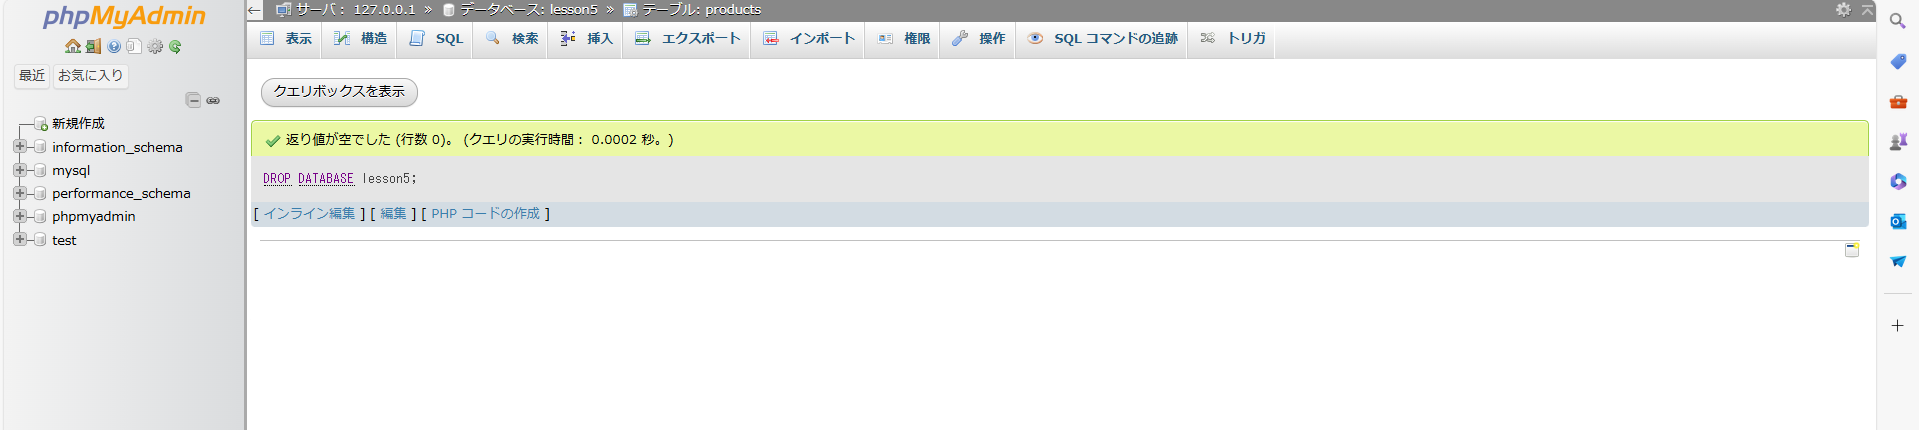 phpMyAdmin
最近 お気に入り
新規作成
information_schema
mysql
performance_schema
phpmyadmin
test
← サーバ: 127.0.0.1 » データベース: lesson5 » テーブル: products
表示 構造 SQL 検索 挿入 エクスポート インポート 権限 操作 SQL コマンドの追跡 トリガ
クエリボックスを表示
返り値が空でした (行数 0)。 (クエリの実行時間: 0.0002 秒。)
DROP DATABASE lesson5;
[ インライン編集 ] [ 編集 ] [ PHP コードの作成 ]